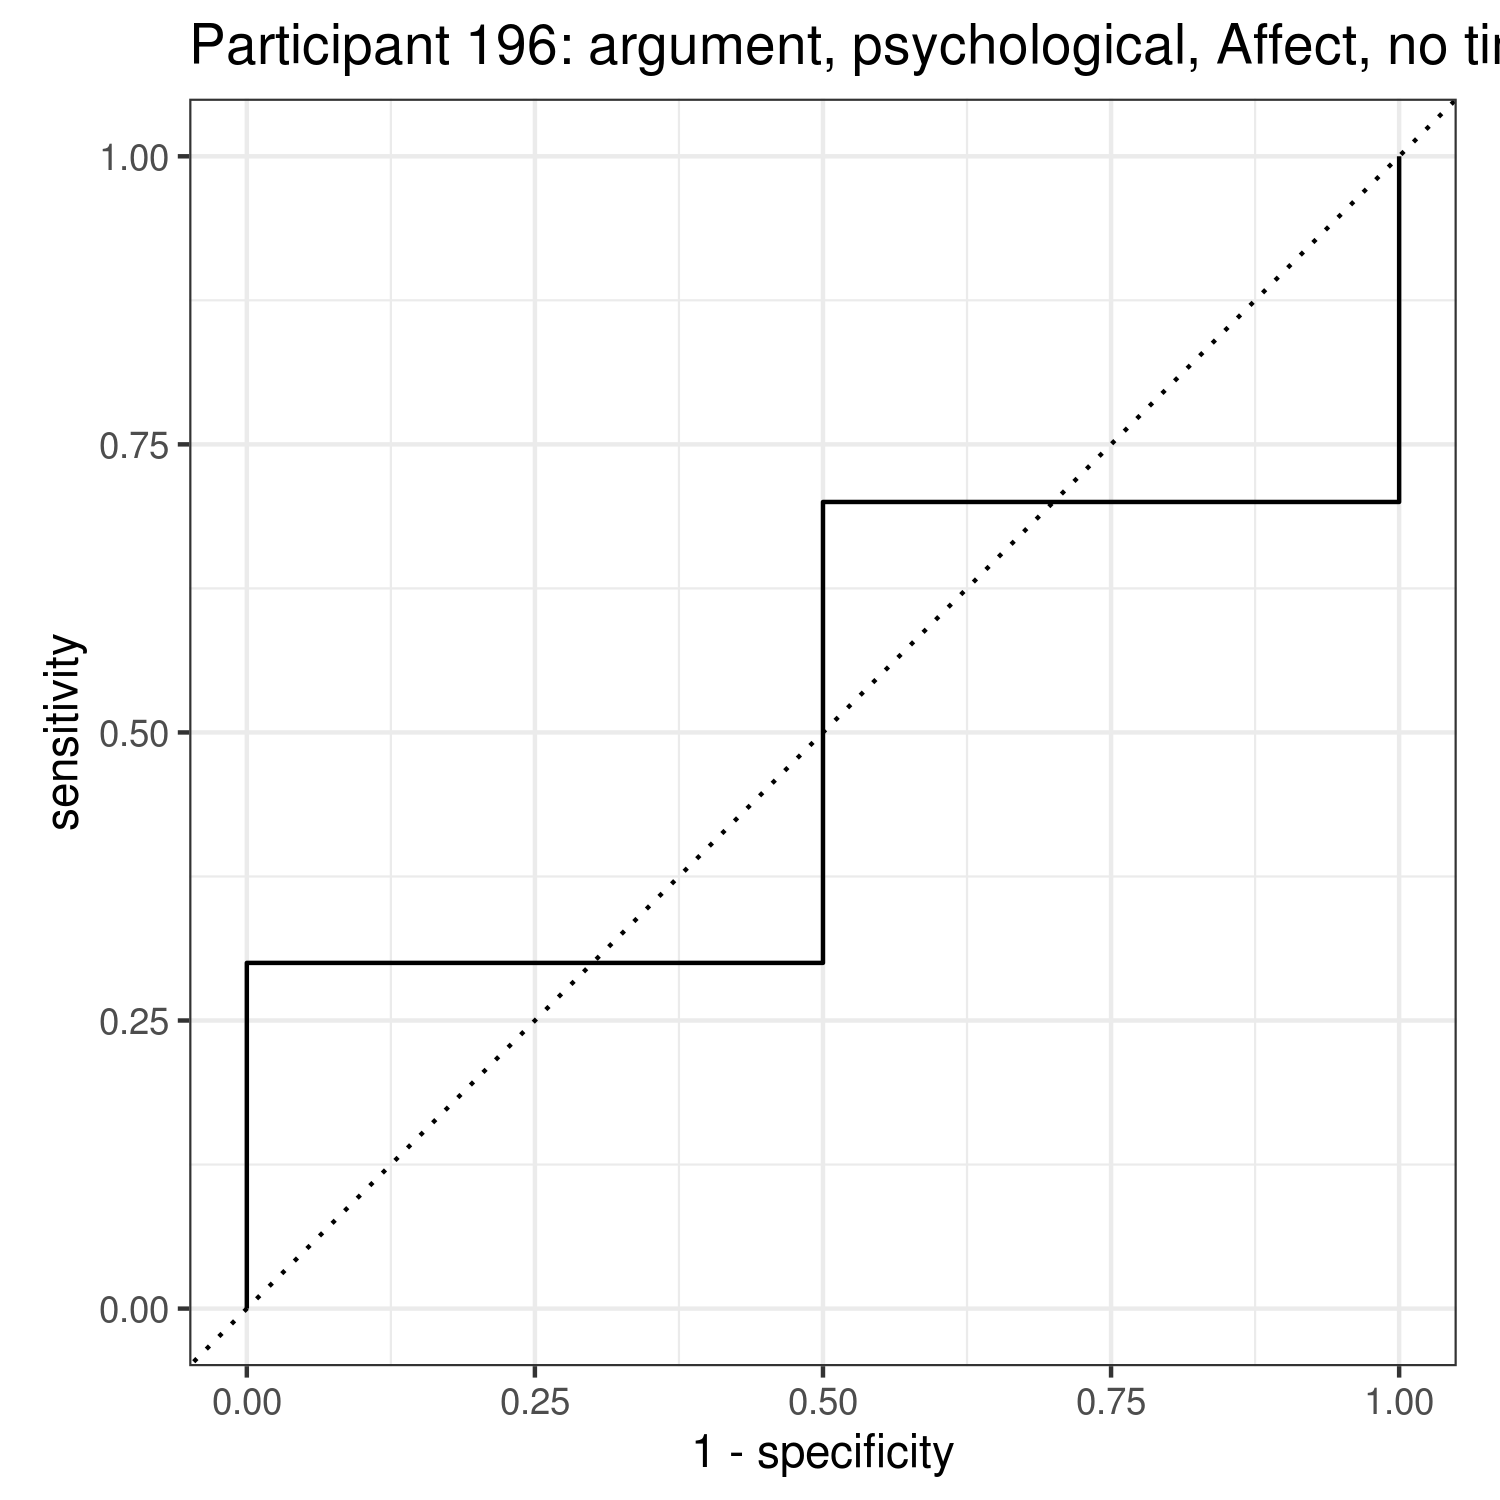 Participant 196: argument, psychological, Affect, no
1.00
0.75
0.50
0.25
0.00
sensitivity
0.00 0.25 0.50 0.75 1.00
1 - specificity